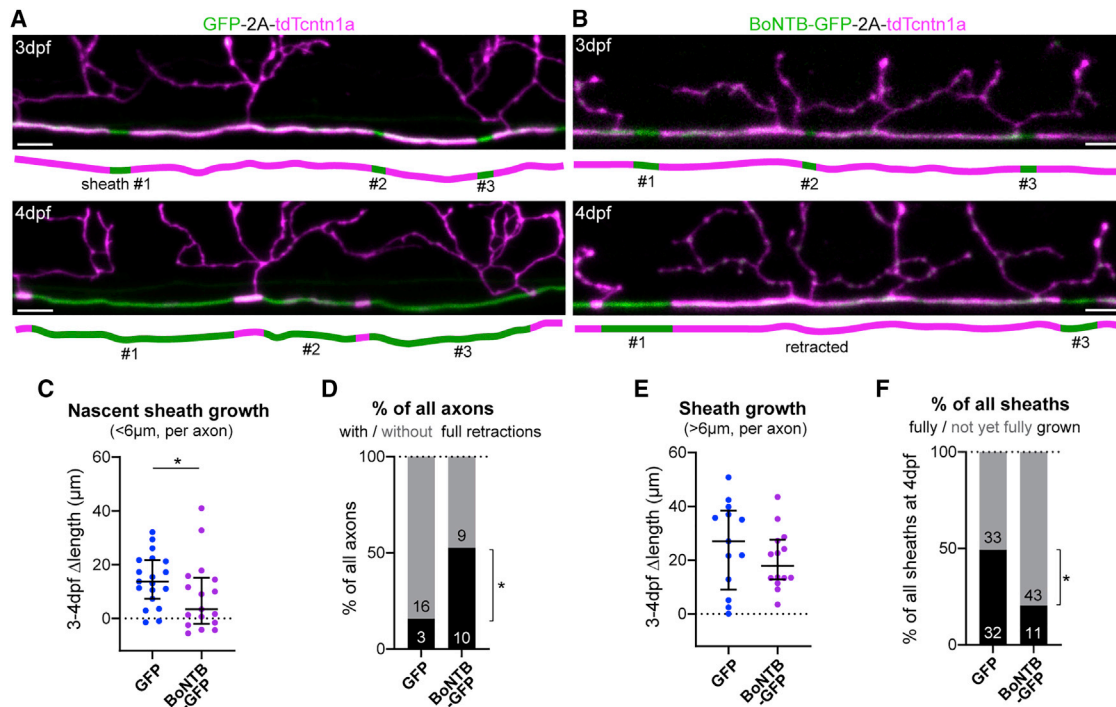 A
GFP-2A-tdTcntn1a
3dpf
sheath #1
#2
#3
4dpf
#1
#2
#3
B
BoNTB-GFP-2A-tdTcntn1a
3dpf
#1
#2
#3
4dpf
#1
retracted
#3
C
Nascent sheath growth
(<6µm, per axon)
*
3-4dpf Δlength (µm)
60
40
20
0
GFP
BoNTB
-GFP
D
% of all axons
with / without full retractions
% of all axons
100
50
0
16
3
9
10
*
GFP
BoNTB
-GFP
E
Sheath growth
(>6µm, per axon)
3-4dpf Δlength (µm)
60
40
20
0
GFP
BoNTB
-GFP
F
% of all sheaths
fully / not yet fully grown
% of all sheaths at 4dpf
100
50
0
33
32
43
11
*
GFP
BoNTB
-GFP